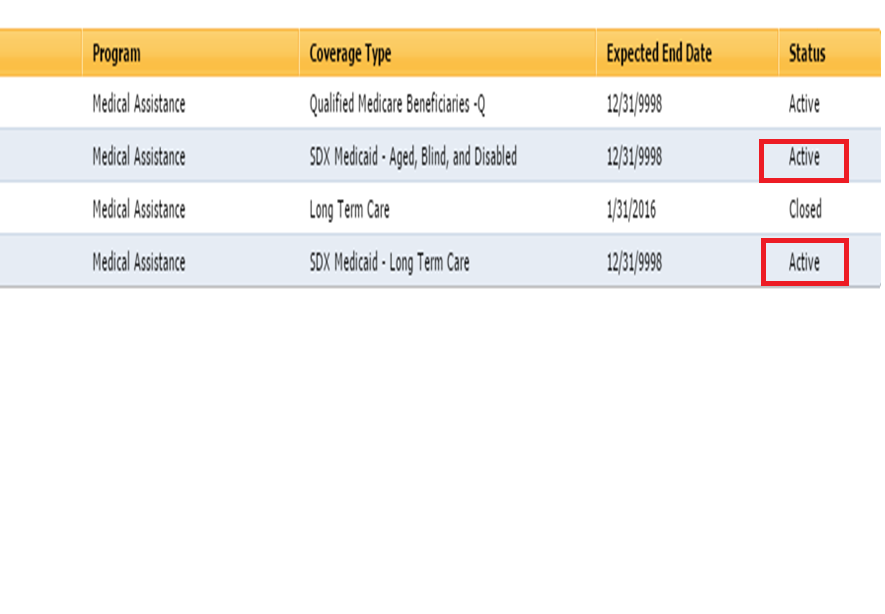 Program Coverage Type Expected End Date Status
Medical Assistance Qualified Medicare Beneficiaries -Q 12/31/9998 Active
Medical Assistance SDX Medicaid - Aged, Blind, and Disabled 12/31/9998 Active
Medical Assistance Long Term Care 1/31/2016 Closed
Medical Assistance SDX Medicaid - Long Term Care 12/31/9998 Active